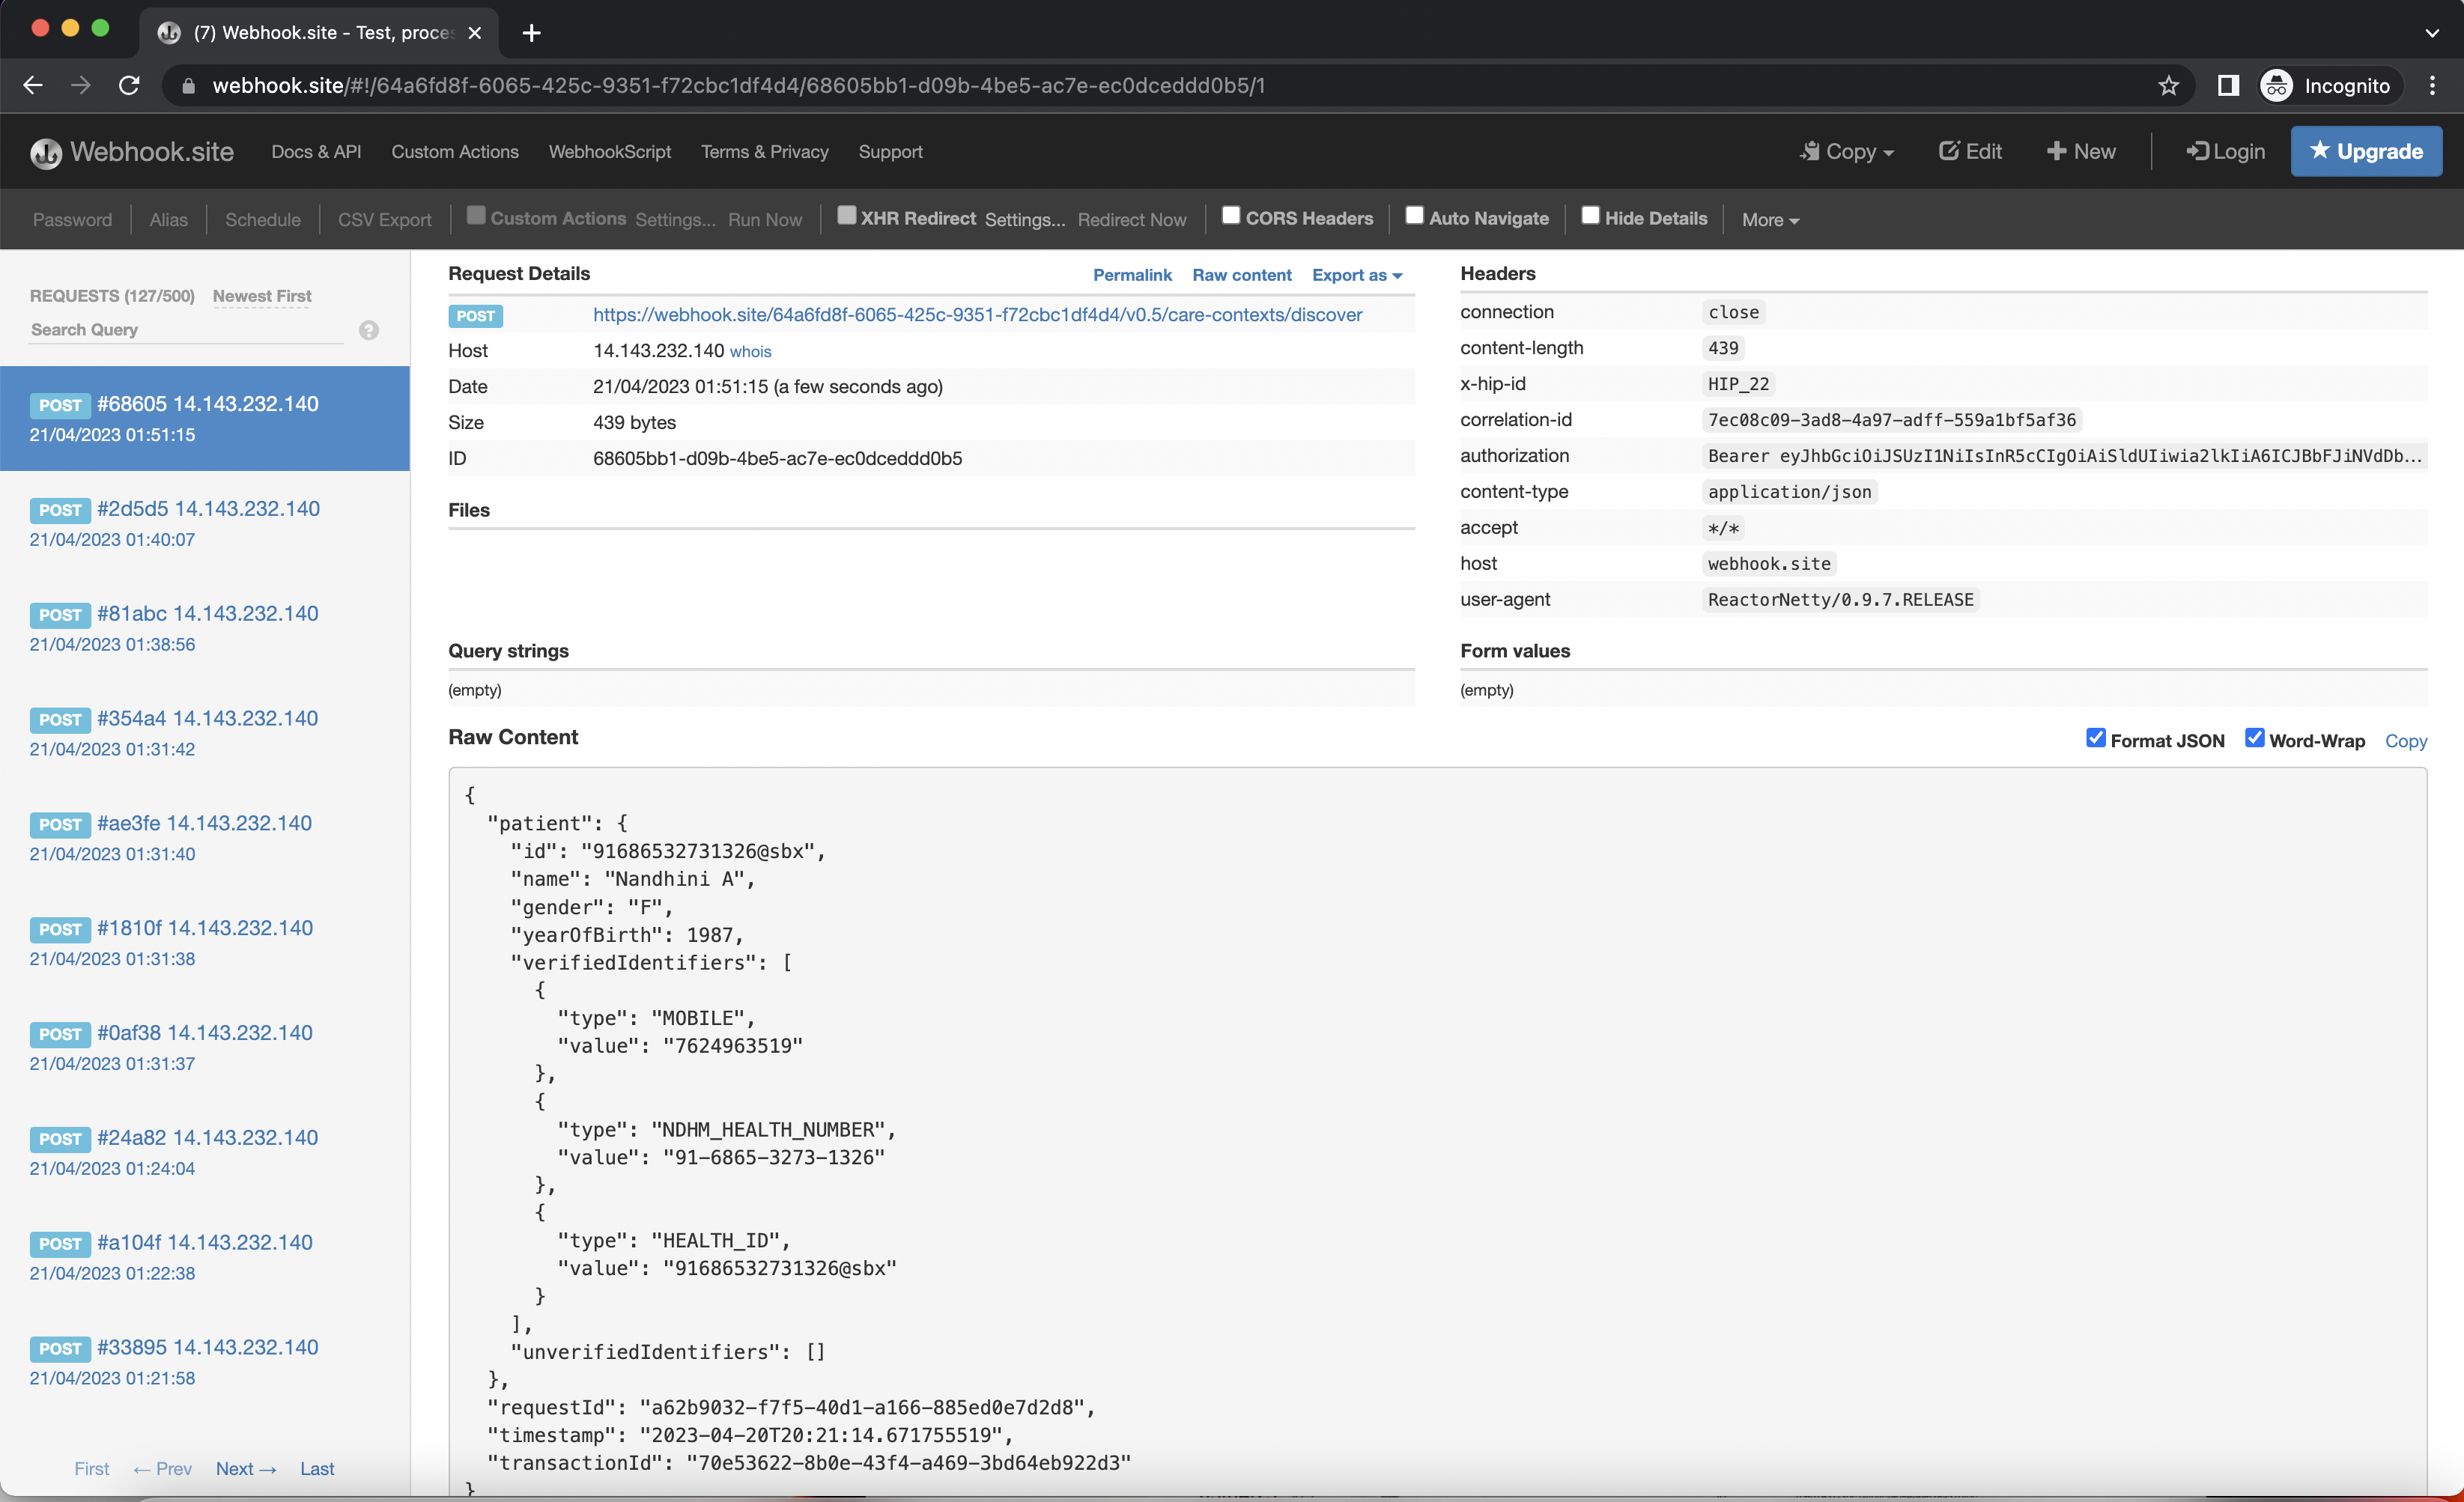 (7) Webhook.site - Test, proces
webhook.site/#!/64a6fd8f-6065-425c-9351-f72cbc1df4d4/68605bb1-d09b-4be5-ac7e-ec0dceddd0b5/1
Incognito
Webhook.site
Docs & API
Custom Actions
WebhookScript
Terms & Privacy
Support
Copy
Edit
New
Login
Upgrade
Password
Alias
Schedule
CSV Export
Custom Actions
Settings...
Run Now
XHR Redirect
Settings...
Redirect Now
CORS Headers
Auto Navigate
Hide Details
More
REQUESTS (127/500)
Newest First
Search Query
?
POST #68605 14.143.232.140
21/04/2023 01:51:15
POST #2d5d5 14.143.232.140
21/04/2023 01:40:07
POST #81abc 14.143.232.140
21/04/2023 01:38:56
POST #354a4 14.143.232.140
21/04/2023 01:31:42
POST #ae3fe 14.143.232.140
21/04/2023 01:31:40
POST #1810f 14.143.232.140
21/04/2023 01:31:38
POST #0af38 14.143.232.140
21/04/2023 01:31:37
POST #24a82 14.143.232.140
21/04/2023 01:24:04
POST #a104f 14.143.232.140
21/04/2023 01:22:38
POST #33895 14.143.232.140
21/04/2023 01:21:58
First
← Prev
Next →
Last
Request Details
Permalink
Raw content
Export as
POST https://webhook.site/64a6fd8f-6065-425c-9351-f72cbc1df4d4/v0.5/care-contexts/discover
Host 14.143.232.140 whois
Date 21/04/2023 01:51:15 (a few seconds ago)
Size 439 bytes
ID 68605bb1-d09b-4be5-ac7e-ec0dceddd0b5
Files
Headers
connection close
content-length 439
x-hip-id HIP_22
correlation-id 7ec08c09-3ad8-4a97-adff-559a1bf5af36
authorization Bearer eyJhbGciOiJSUzI1NiIsInR5cCIgOiAiSldUIiwia2lkIiA6ICJBbFJiNVdDb...
content-type application/json
accept */*
host webhook.site
user-agent ReactorNetty/0.9.7.RELEASE
Query strings
(empty)
Form values
(empty)
Raw Content
Format JSON
Word-Wrap
Copy
{
"patient": {
"id": "91686532731326@sbx",
"name": "Nandhini A",
"gender": "F",
"yearOfBirth": 1987,
"verifiedIdentifiers": [
{
"type": "MOBILE",
"value": "7624963519"
},
{
"type": "NDHM_HEALTH_NUMBER",
"value": "91-6865-3273-1326"
},
{
"type": "HEALTH_ID",
"value": "91686532731326@sbx"
}
],
"unverifiedIdentifiers": []
},
"requestId": "a62b9032-f7f5-40d1-a166-885ed0e7d2d8",
"timestamp": "2023-04-20T20:21:14.671755519",
"transactionId": "70e53622-8b0e-43f4-a469-3bd64eb922d3"
}